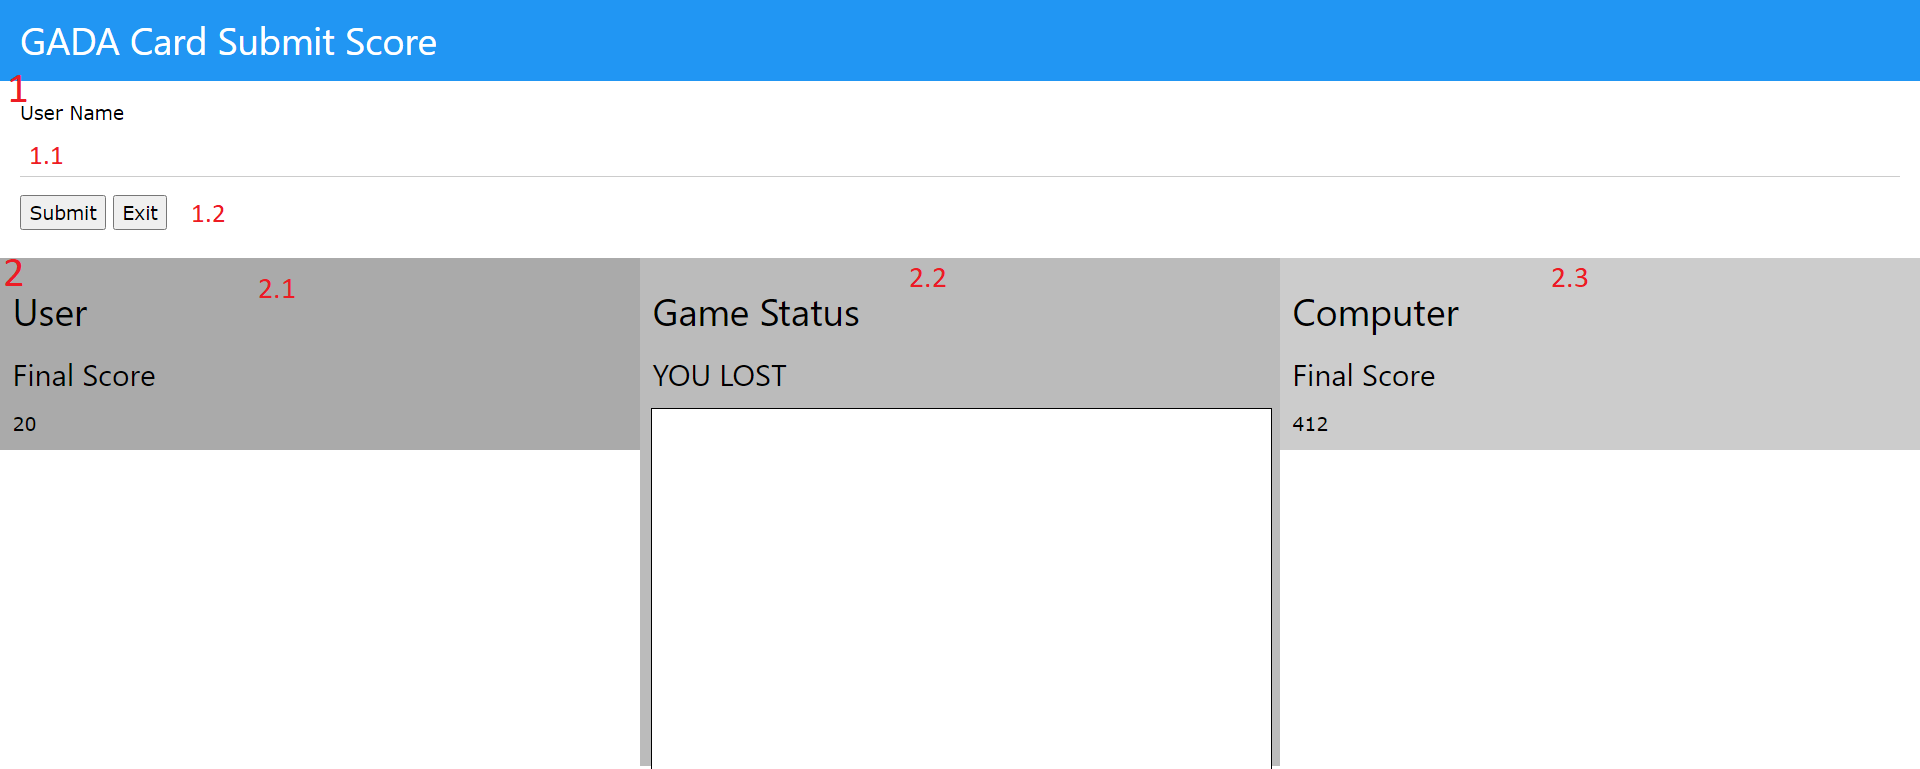 GADA Card Submit Score
1
User Name
1.1
Submit Exit 1.2
2
2.1
User
Final Score
20
2.2
Game Status
YOU LOST
2.3
Computer
Final Score
412